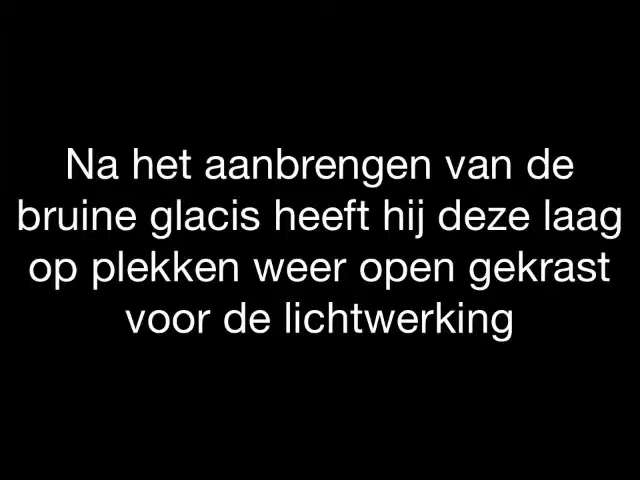 Na het aanbrengen van de
bruine glacis heeft hij deze laag
op plekken weer open gekrast
voor de lichtwerking